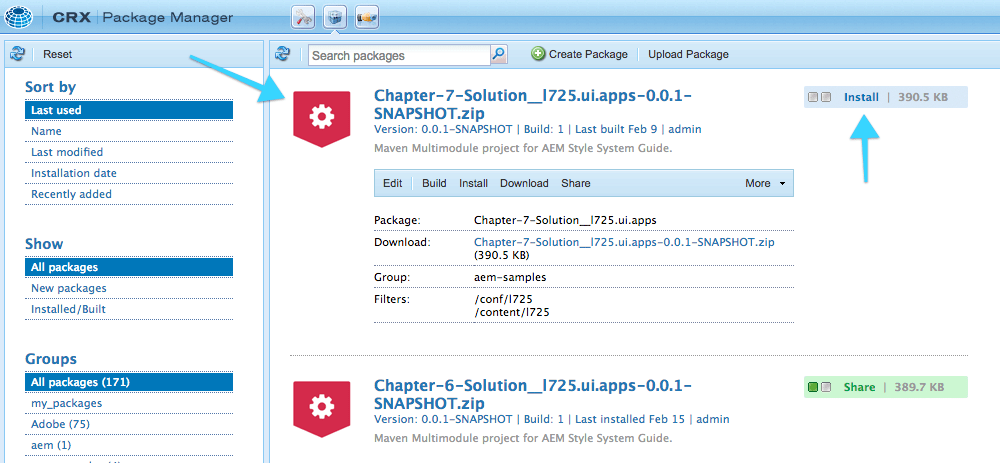 CRX | Package Manager
Reset
Sort by
Last used
Name
Last modified
Installation date
Recently added
Show
All packages
New packages
Installed/Built
Groups
All packages (171)
my_packages
Adobe (75)
aem (1)
Search packages
Create Package
Upload Package
Chapter-7-Solution__l725.ui.apps-0.0.1-
SNAPSHOT.zip
Version: 0.0.1-SNAPSHOT | Build: 1 | Last built Feb 9 | admin
Maven Multimodule project for AEM Style System Guide.
Install | 390.5 KB
Edit Build Install Download Share More
Package: Chapter-7-Solution__l725.ui.apps
Download: Chapter-7-Solution__l725.ui.apps-0.0.1-SNAPSHOT.zip
(390.5 KB)
Group: aem-samples
Filters: /conf/l725
/content/l725
Chapter-6-Solution__l725.ui.apps-0.0.1-
SNAPSHOT.zip
Version: 0.0.1-SNAPSHOT | Build: 1 | Last installed Feb 15 | admin
Maven Multimodule project for AEM Style System Guide.
Share | 389.7 KB